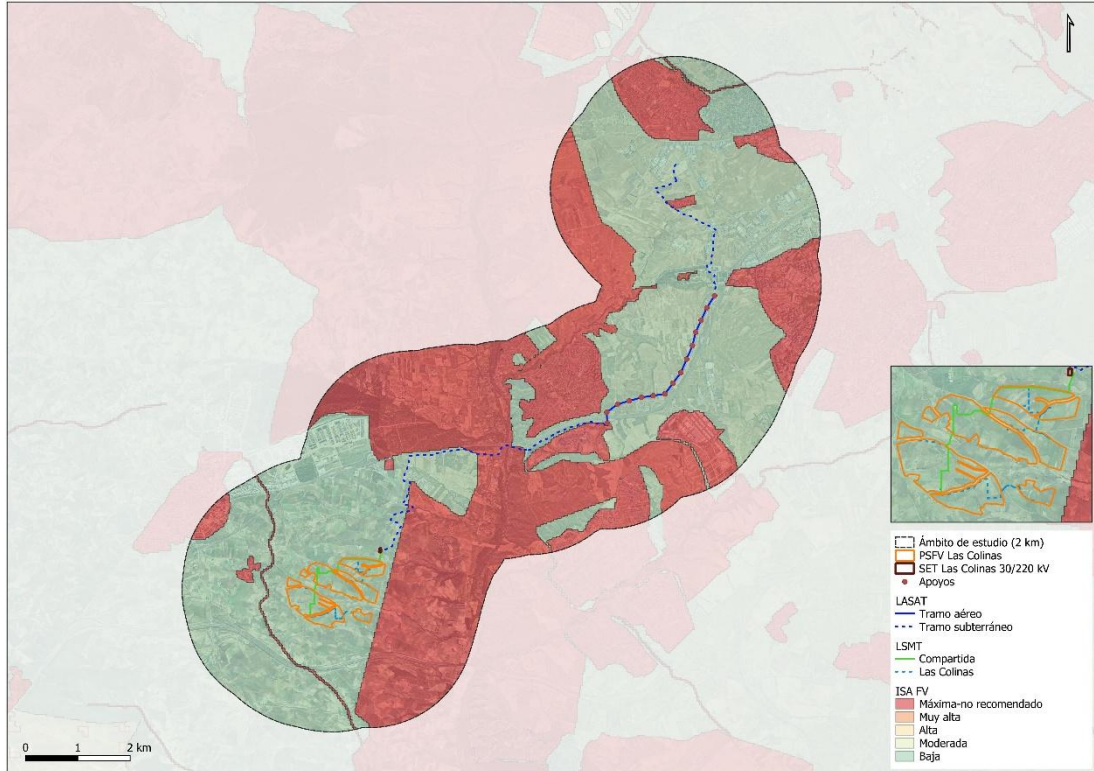 Ámbito de estudio (2 km)
PSFV Las Colinas
SET Las Colinas 30/220 kV
Apoyos
LASAT
Tramo aéreo
Tramo subterráneo
LSMT
Compartida
Las Colinas
ISA FV
Máxima-no recomendado
Muy alta
Alta
Moderada
Baja
0 1 2 km